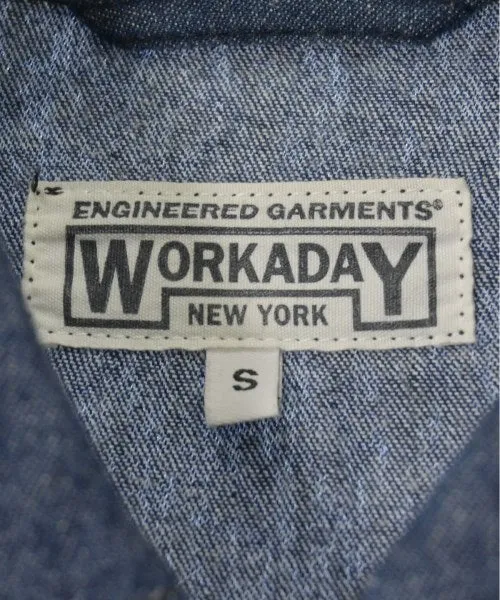 ENGINEERED GARMENTS®
WORKADAY
NEW YORK
S